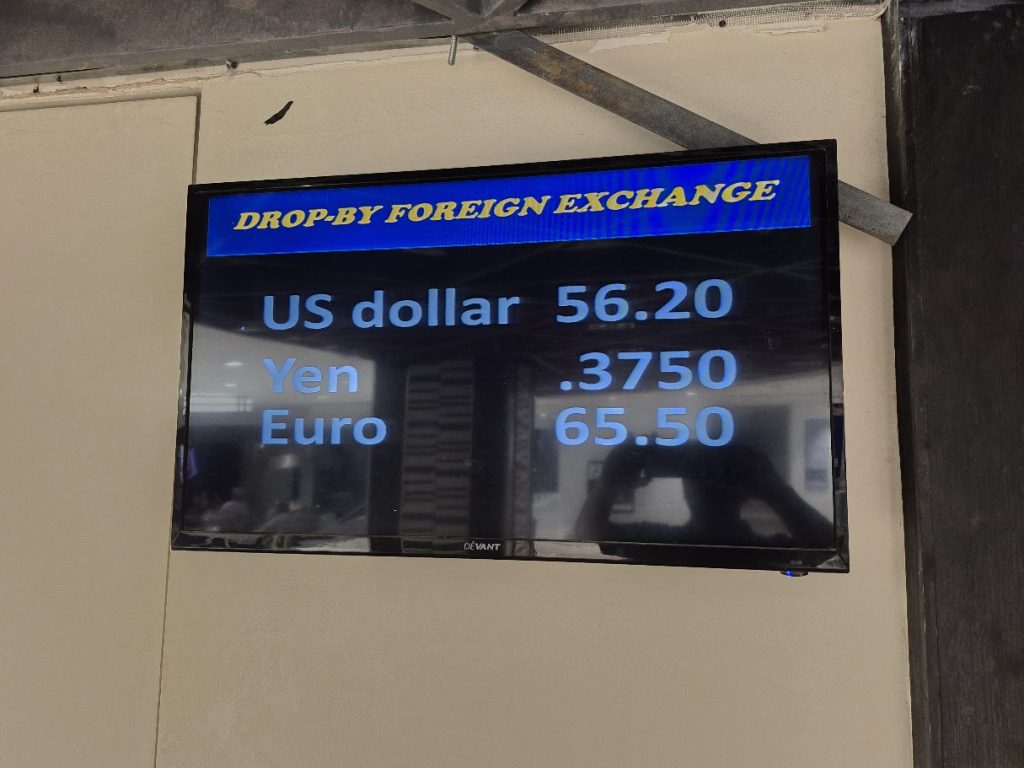 DROP-BY FOREIGN EXCHANGE
US dollar 56.20
Yen .3750
Euro 65.50
DEVANT